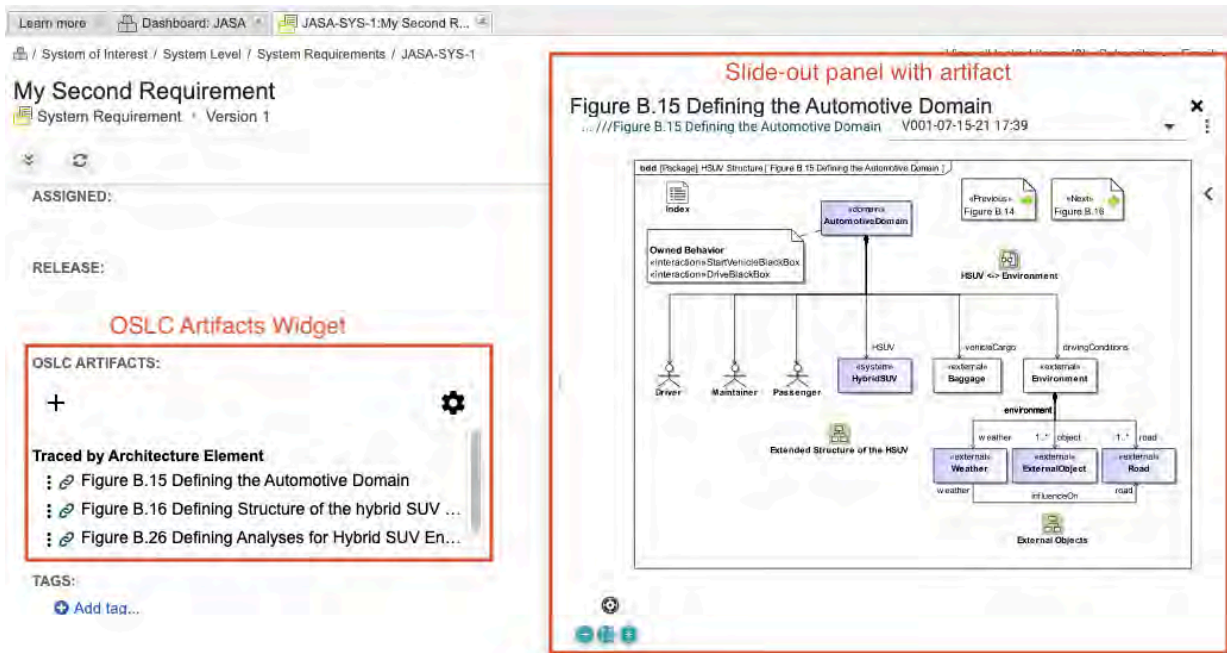 Learn more
Dashboard: JASA
JASA-SYS-1:My Second R...
/ System of Interest / System Level / System Requirements / JASA-SYS-1
My Second Requirement
System Requirement • Version 1
ASSIGNED:
RELEASE:
OSLC Artifacts Widget
OSLC ARTIFACTS:
Traced by Architecture Element
Figure B.15 Defining the Automotive Domain
Figure B.16 Defining Structure of the hybrid SUV ...
Figure B.26 Defining Analyses for Hybrid SUV En...
TAGS:
Add tag...
Slide-out panel with artifact
Figure B.15 Defining the Automotive Domain
... ///Figure B.15 Defining the Automotive Domain V001-07-15-21 17:39
bdd [Package] HSUV Structure [ Figure B.15 Defining the Automotive Domain ]
Index
«domain»
AutomotiveDomain
«Previous»
Figure B.14
«Next»
Figure B.16
Owned Behavior
«interaction»StartVehicleBlackBox
«interaction»DriveBlackBox
HSUV <-> Environment
HSUV
vehicleCargo
drivingConditions
Driver
Maintainer
Passenger
«system»
HybridSUV
«external»
Baggage
«external»
Environment
environment
Extended Structure of the HSUV
weather
1..* object
1..* road
«external»
Weather
«external»
ExternalObject
«external»
Road
weather
influenceOn
road
External Objects